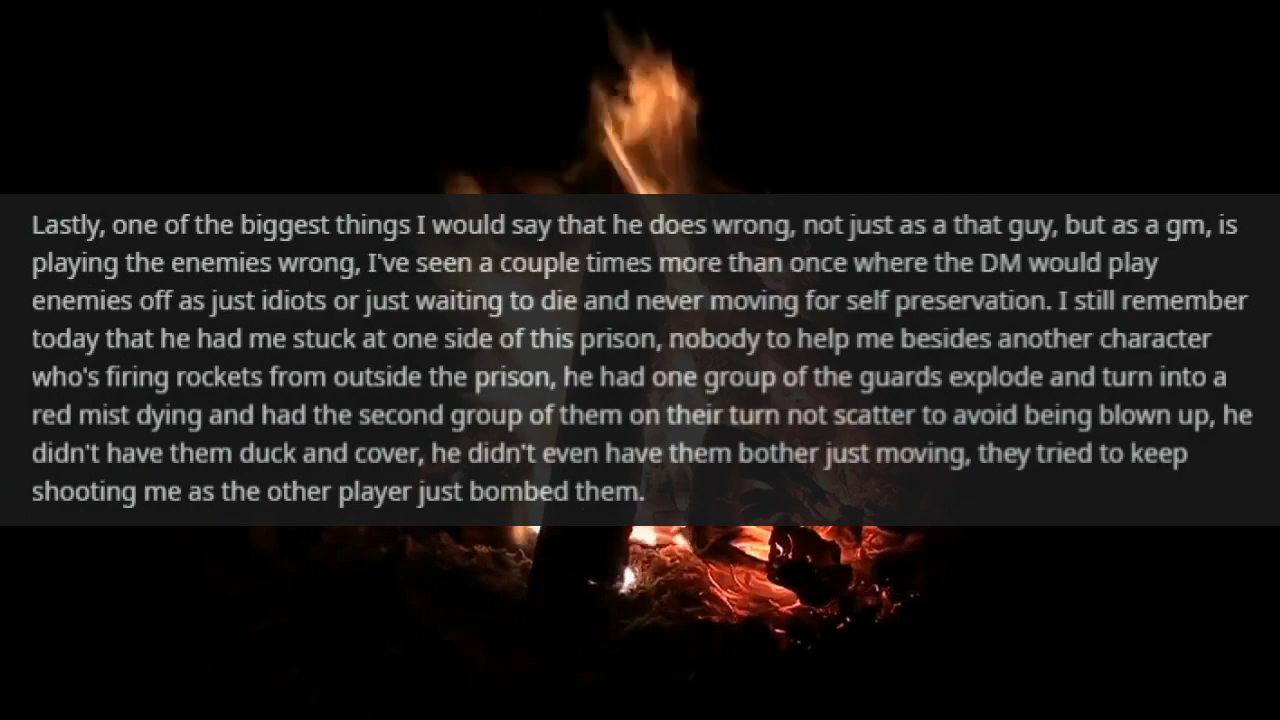 Lastly, one of the biggest things I would say that he does wrong, not just as a that guy, but as a gm, is
playing the enemies wrong, I've seen a couple times more than once where the DM would play
enemies off as just idiots or just waiting to die and never moving for self preservation. I still remember
today that he had me stuck at one side of this prison, nobody to help me besides another character
who's firing rockets from outside the prison, he had one group of the guards explode and turn into a
red mist dying and had the second group of them on their turn not scatter to avoid being blown up, he
didn't have them duck and cover, he didn't even have them bother just moving, they tried to keep
shooting me as the other player just bombed them.